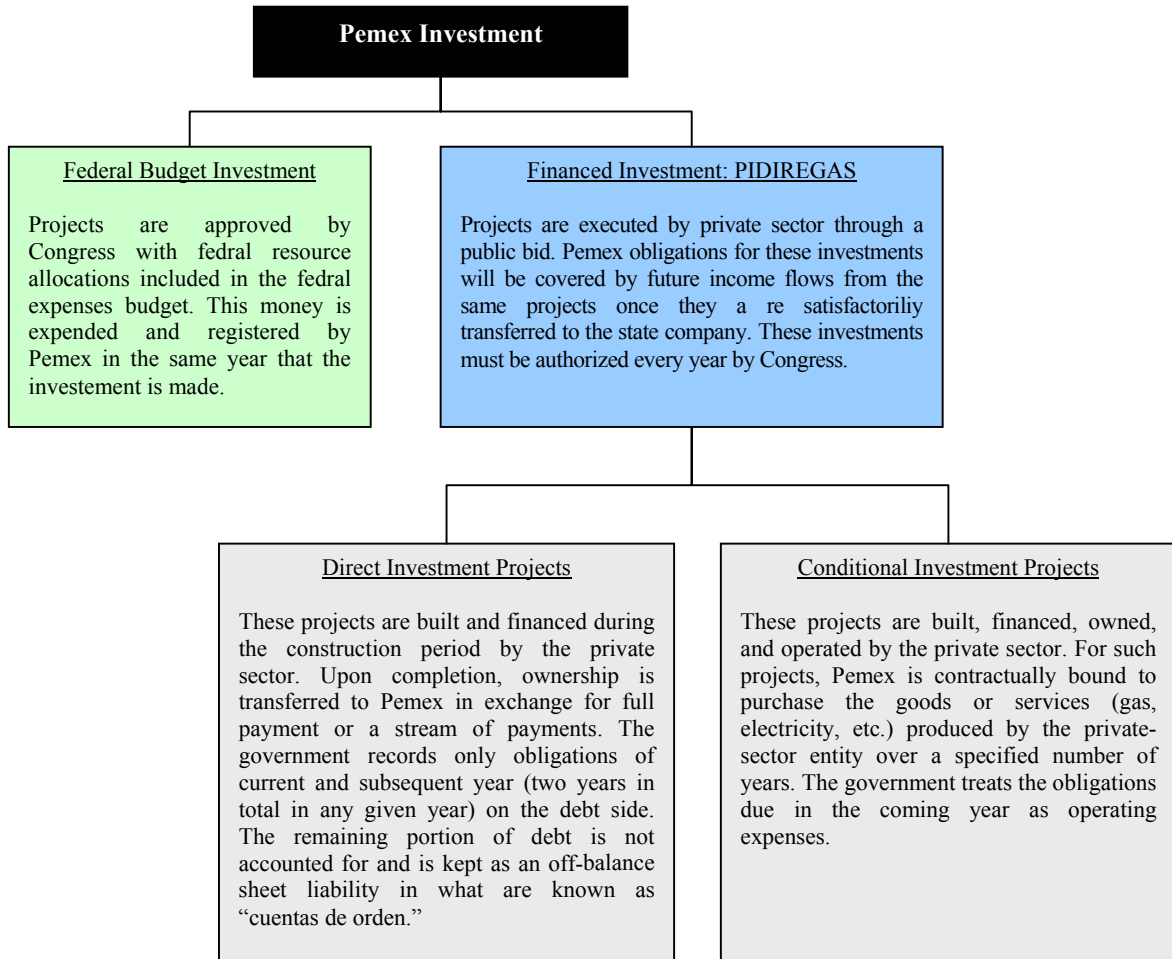 Pemex Investment
Federal Budget Investment
Projects are approved by
Congress with federal resource
allocations included in the fedral
expenses budget. This money is
expended and registered by
Pemex in the same year that the
investement is made.
Financed Investment: PIDIREGAS
Projects are executed by private sector through a
public bid. Pemex obligations for these investments
will be covered by future income flows from the
same projects once they a re satisfactoriliy
transferred to the state company. These investments
must be authorized every year by Congress.
Direct Investment Projects
These projects are built and financed during
the construction period by the private
sector. Upon completion, ownership is
transferred to Pemex in exchange for full
payment or a stream of payments. The
government records only obligations of
current and subsequent year (two years in
total in any given year) on the debt side.
The remaining portion of debt is not
accounted for and is kept as an off-balance
sheet liability in what are known as
“cuentas de orden.”
Conditional Investment Projects
These projects are built, financed, owned,
and operated by the private sector. For such
projects, Pemex is contractually bound to
purchase the goods or services (gas,
electricity, etc.) produced by the private-
sector entity over a specified number of
years. The government treats the obligations
due in the coming year as operating
expenses.